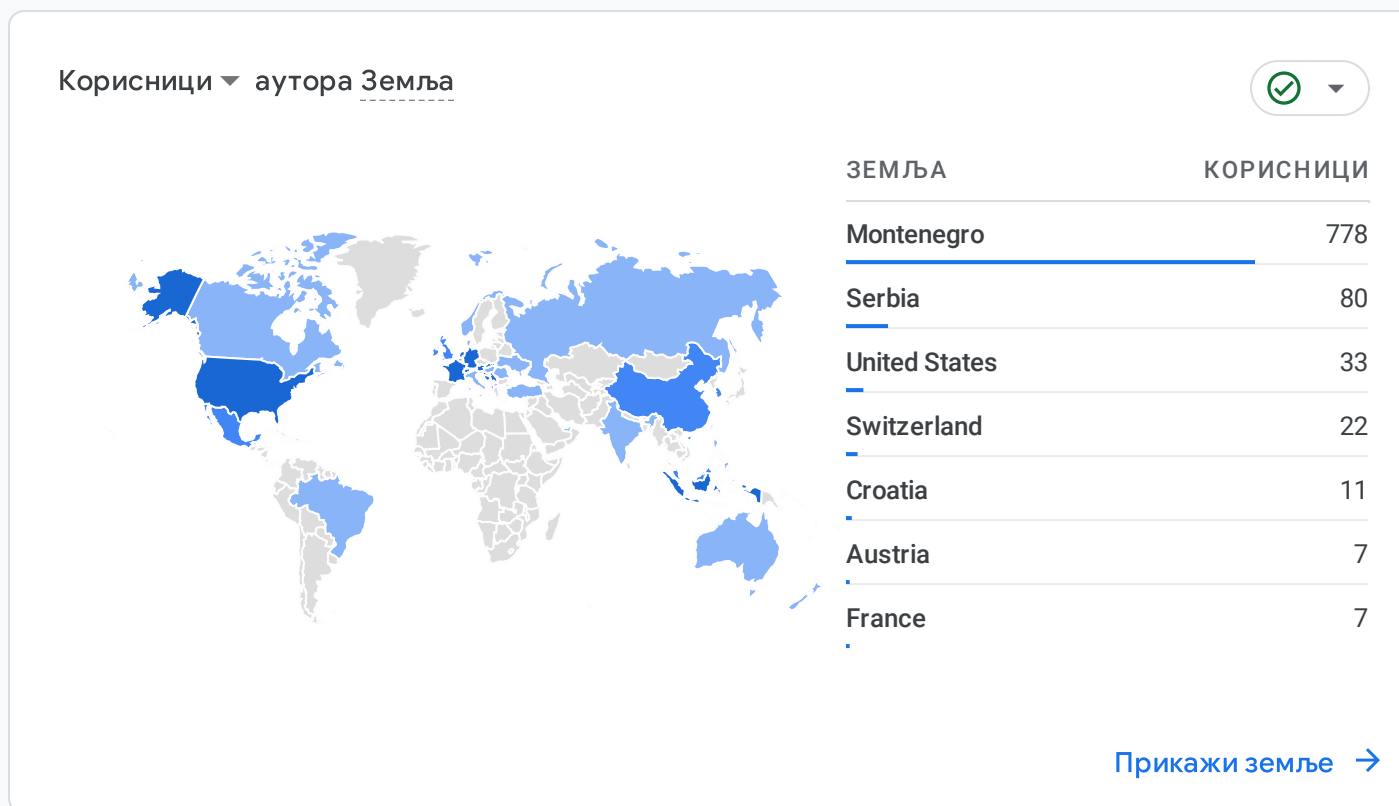 Корисници аутора Земља
ЗЕМЉА КОРИСНИЦИ
Montenegro 778
Serbia 80
United States 33
Switzerland 22
Croatia 11
Austria 7
France 7
Прикажи земље